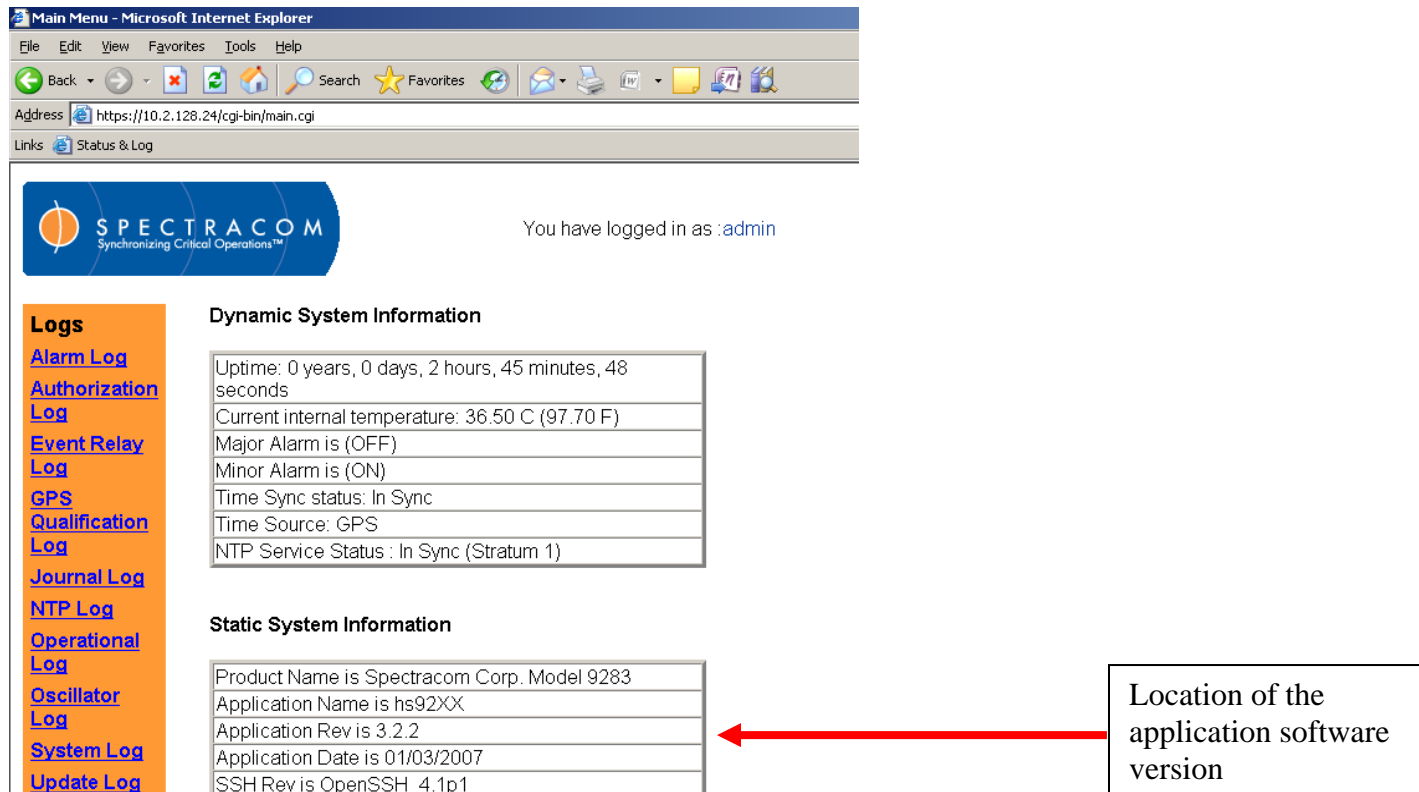 Main Menu - Microsoft Internet Explorer
File Edit View Favorites Tools Help
Back Search Favorites
Address https://10.2.128.24/cgi-bin/main.cgi
Links Status & Log
SPECTRACOM
Synchronizing Critical Operations™
You have logged in as :admin
Logs
Alarm Log
Authorization
Log
Event Relay
Log
GPS
Qualification
Log
Journal Log
NTP Log
Operational
Log
Oscillator
Log
System Log
Update Log
Dynamic System Information
Uptime: 0 years, 0 days, 2 hours, 45 minutes, 48
seconds
Current internal temperature: 36.50 C (97.70 F)
Major Alarm is (OFF)
Minor Alarm is (ON)
Time Sync status: In Sync
Time Source: GPS
NTP Service Status : In Sync (Stratum 1)
Static System Information
Product Name is Spectracom Corp. Model 9283
Application Name is hs92XX
Application Rev is 3.2.2
Application Date is 01/03/2007
SSH Rev is OpenSSH_4.1p1
Location of the
application software
version